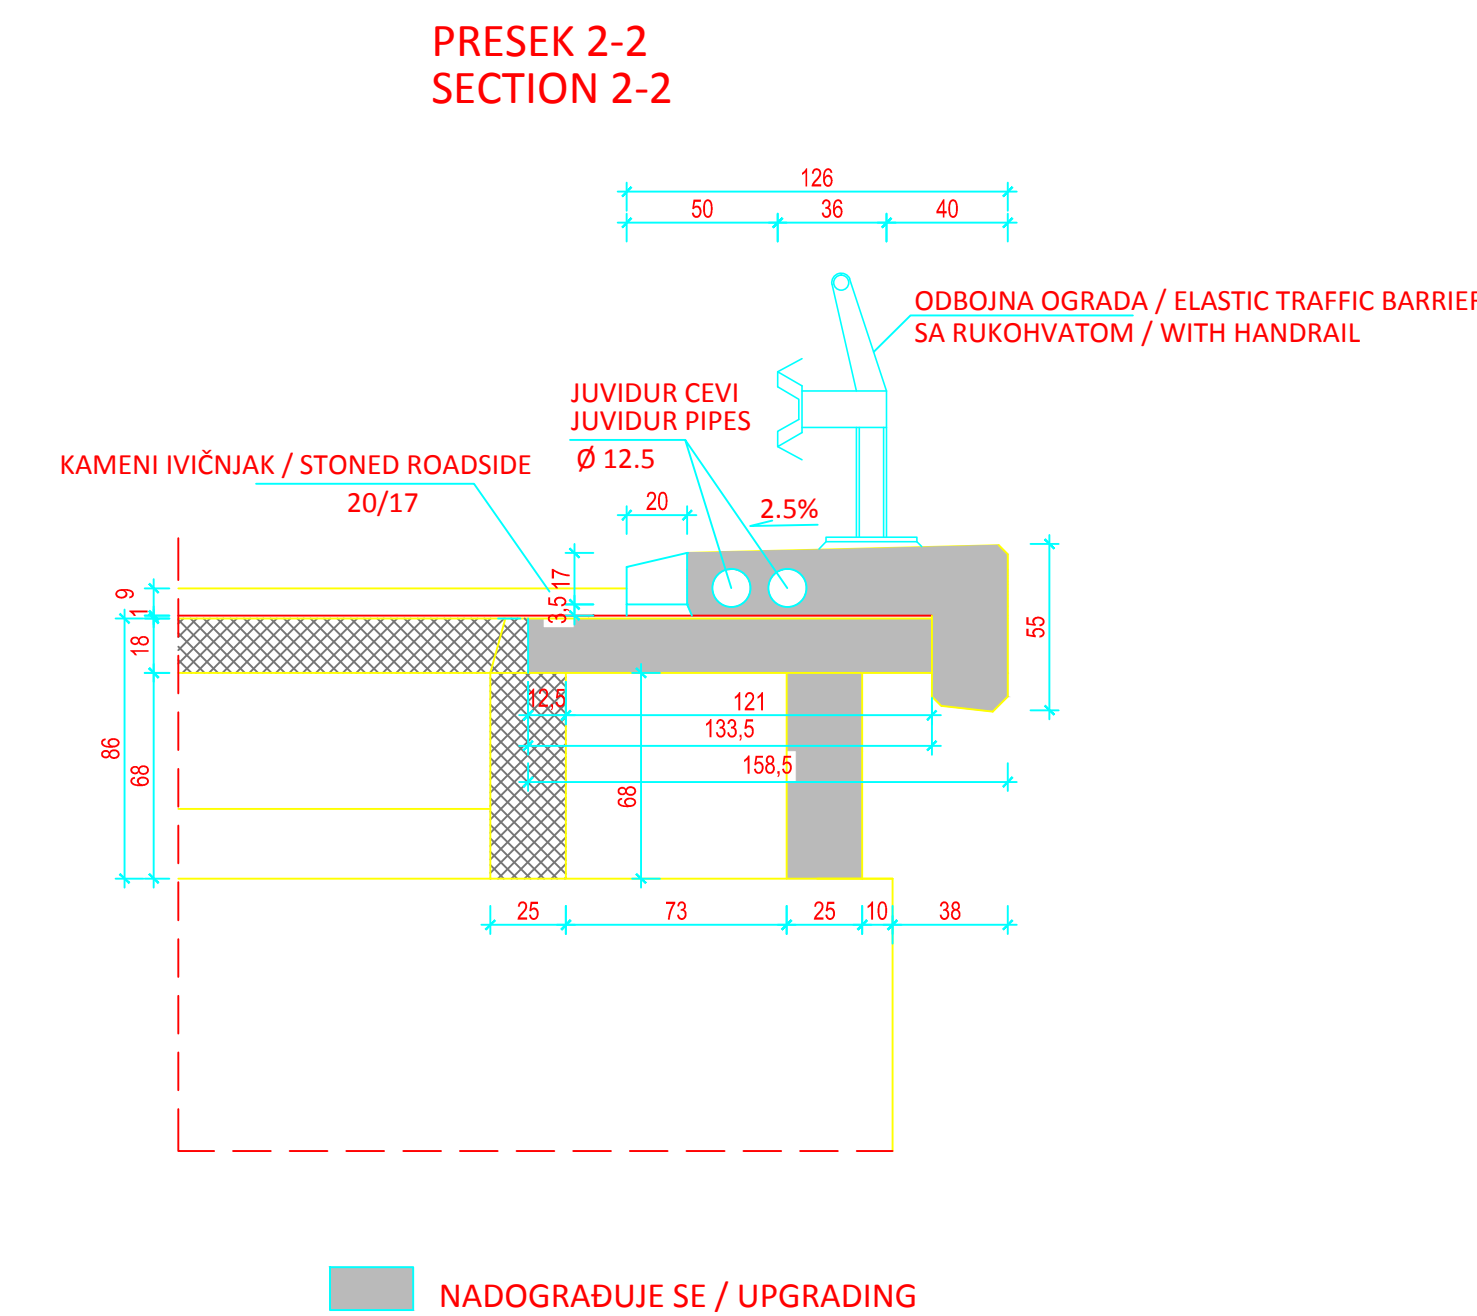 PRESEK 2-2
SECTION 2-2
126
50 36 40
ODBOJNA OGRADA / ELASTIC TRAFFIC BARRIER
SA RUKOHVATOM / WITH HANDRAIL
JUVIDUR CEVI
JUVIDUR PIPES
Ø 12.5
KAMENI IVIČNJAK / STONED ROADSIDE
20/17
20
2.5%
17
3,5
9
1
18
86
68
55
12,5
121
133,5
158,5
68
25 73 25 10 38
NADOGRAĐUJE SE / UPGRADING